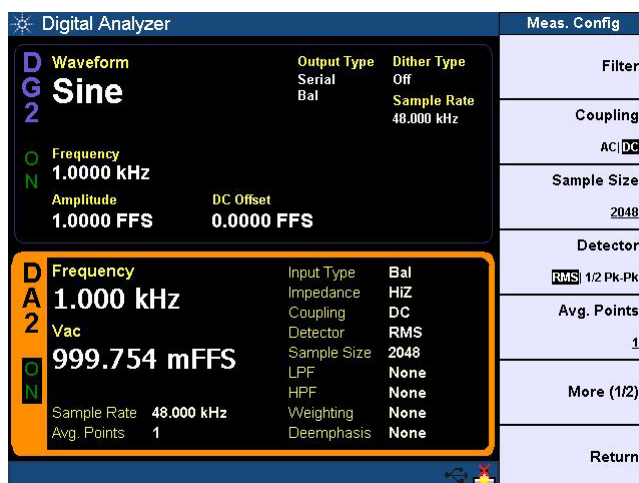 Digital Analyzer
Meas. Config
DG2
ON
Waveform
Sine
Output Type
Serial
Bal
Dither Type
Off
Sample Rate
48.000 kHz
Frequency
1.0000 kHz
Amplitude
1.0000 FFS
DC Offset
0.0000 FFS
DA2
ON
Frequency
1.000 kHz
Vac
999.754 mFFS
Sample Rate 48.000 kHz
Avg. Points 1
Input Type Bal
Impedance HiZ
Coupling DC
Detector RMS
Sample Size 2048
LPF None
HPF None
Weighting None
Deemphasis None
Filter
Coupling
AC|DC
Sample Size
2048
Detector
RMS| 1/2 Pk-Pk
Avg. Points
1
More (1/2)
Return